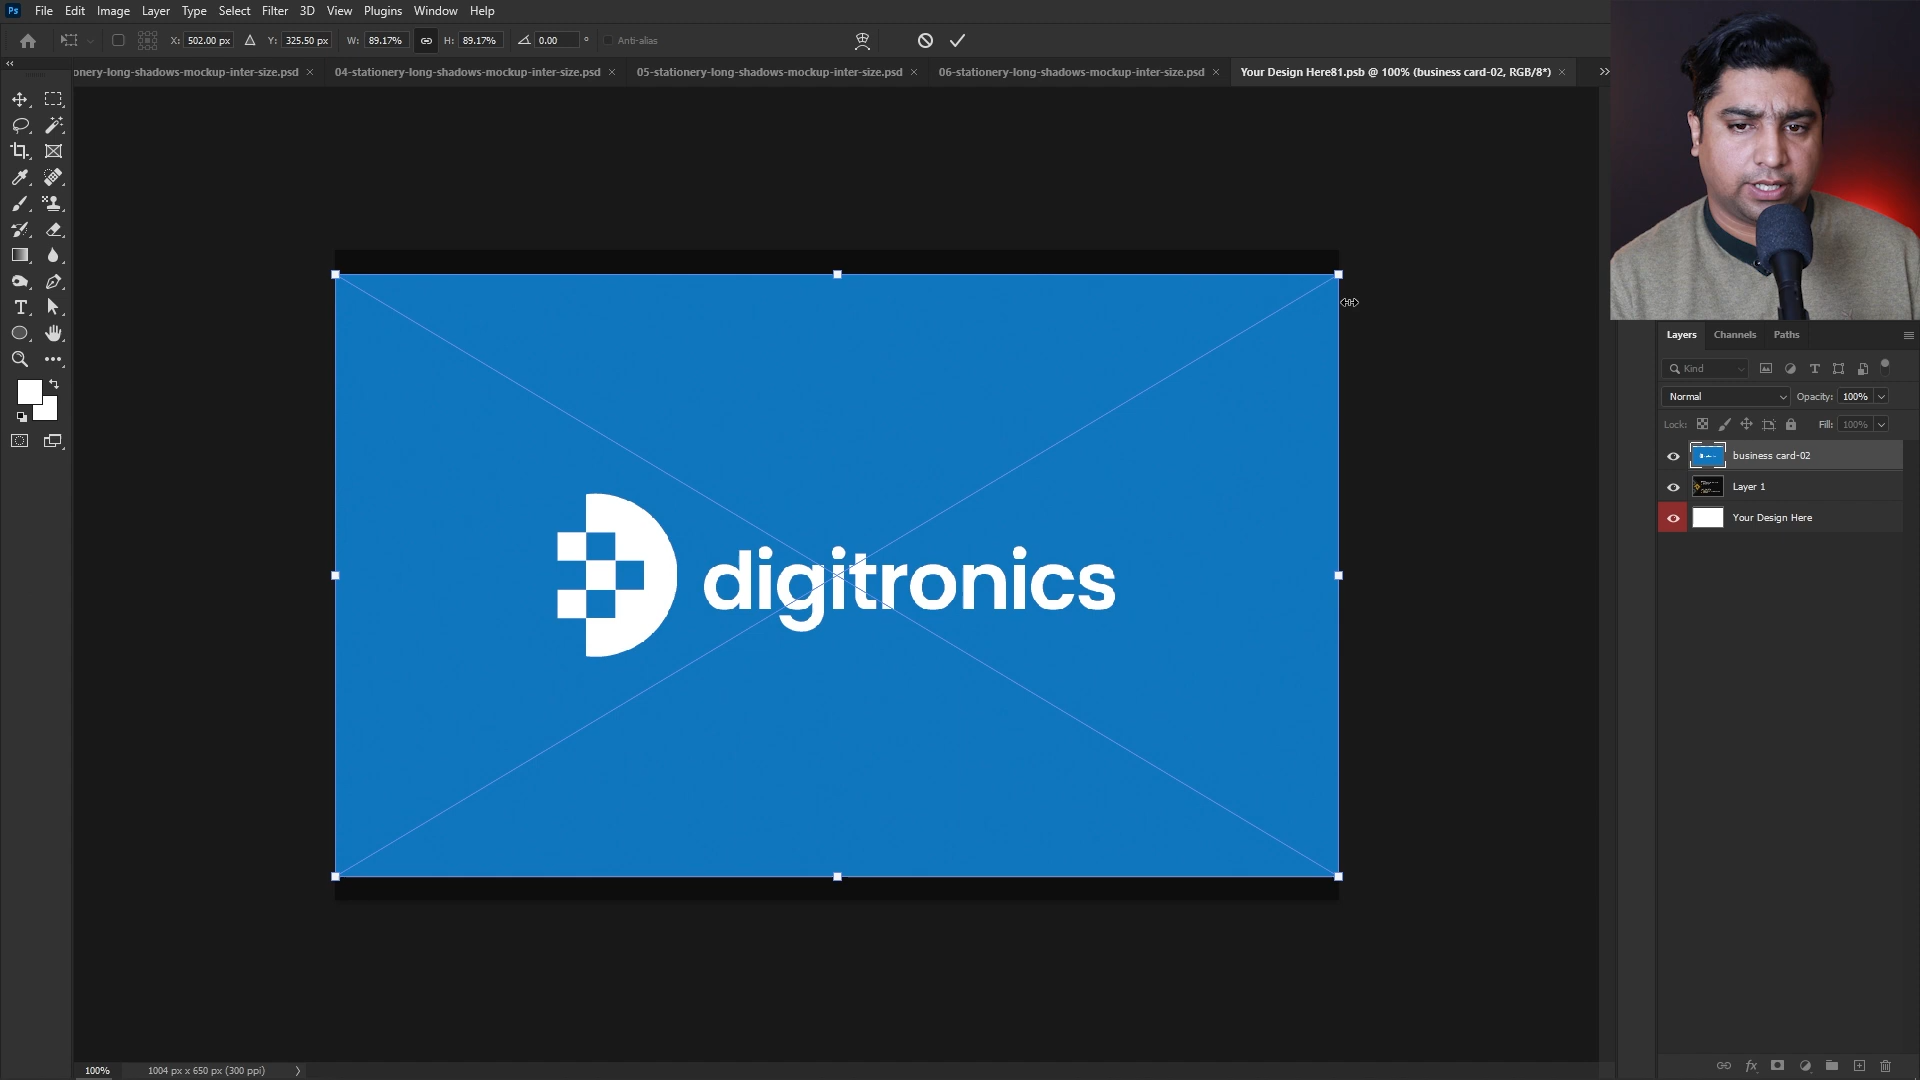 Ps File Edit Image Layer Type Select Filter 3D View Plugins Window Help
X: 502.00 px Y: 325.50 px W: 89.17% H: 89.17% 0.00 ° Anti-alias
onery-long-shadows-mockup-inter-size.psd × 04-stationery-long-shadows-mockup-inter-size.psd × 05-stationery-long-shadows-mockup-inter-size.psd × 06-stationery-long-shadows-mockup-inter-size.psd × Your Design Here81.psb @ 100% (business card-02, RGB/8*) ×
digitronics
Layers Channels Paths
Kind
Normal Opacity: 100%
Lock: Fill: 100%
business card-02
Layer 1
Your Design Here
100% 1004 px x 650 px (300 ppi)